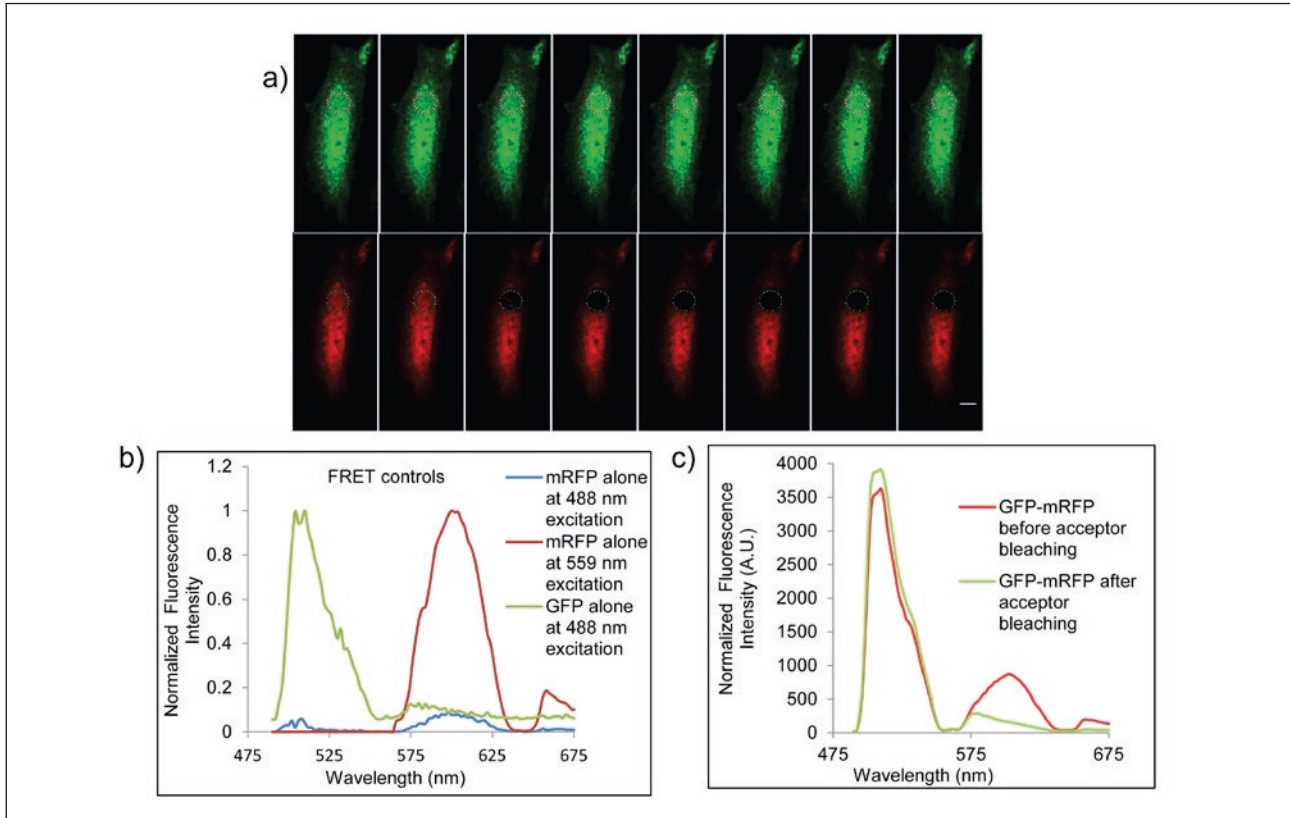 a)
b)
FRET controls
1.2
1
0.8
0.6
0.4
0.2
0
475
525
575
625
675
Normalized Fluorescence
Intensity
Wavelength (nm)
mRFP alone
at 488 nm
excitation
mRFP alone
at 559 nm
excitation
GFP alone
at 488 nm
excitation
c)
4000
3500
3000
2500
2000
1500
1000
500
0
475
575
675
Normalized Fluorescence
Intensity (A.U.)
Wavelength (nm)
GFP-mRFP
before acceptor
bleaching
GFP-mRFP after
acceptor
bleaching